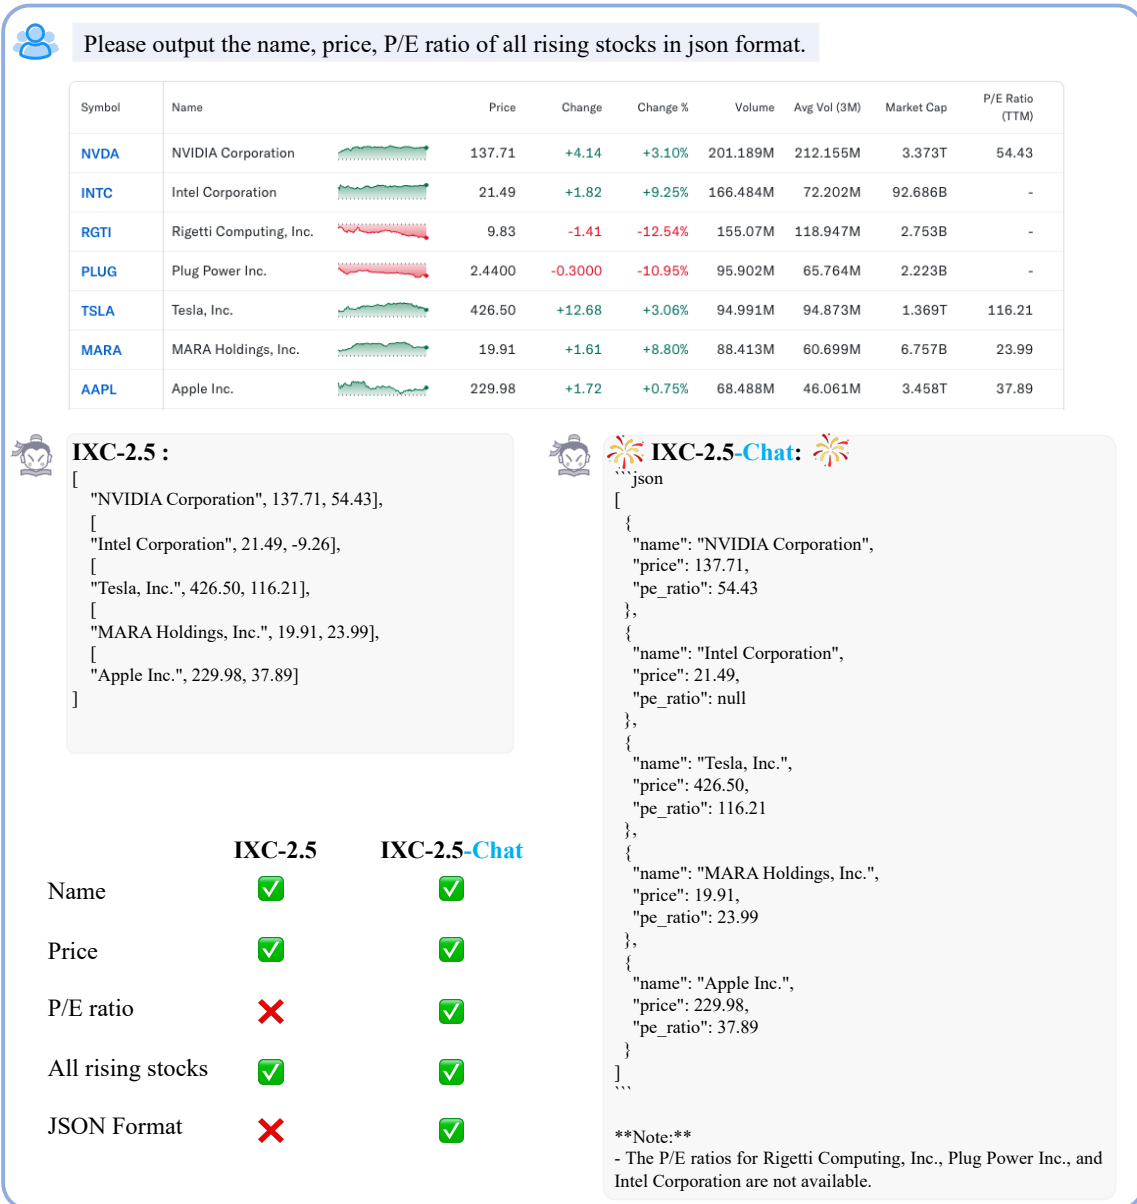 Please output the name, price, P/E ratio of all rising stocks in json format.
Symbol Name Price Change Change % Volume Avg Vol (3M) Market Cap P/E Ratio (TTM)
NVDA NVIDIA Corporation 137.71 +4.14 +3.10% 201.189M 212.155M 3.373T 54.43
INTC Intel Corporation 21.49 +1.82 +9.25% 166.484M 72.202M 92.686B -
RGTI Rigetti Computing, Inc. 9.83 -1.41 -12.54% 155.07M 118.947M 2.753B -
PLUG Plug Power Inc. 2.4400 -0.3000 -10.95% 95.902M 65.764M 2.223B -
TSLA Tesla, Inc. 426.50 +12.68 +3.06% 94.991M 94.873M 1.369T 116.21
MARA MARA Holdings, Inc. 19.91 +1.61 +8.80% 88.413M 60.699M 6.757B 23.99
AAPL Apple Inc. 229.98 +1.72 +0.75% 68.488M 46.061M 3.458T 37.89
IXC-2.5 :
[
"NVIDIA Corporation", 137.71, 54.43],
[
"Intel Corporation", 21.49, -9.26],
[
"Tesla, Inc.", 426.50, 116.21],
[
"MARA Holdings, Inc.", 19.91, 23.99],
[
"Apple Inc.", 229.98, 37.89]
]
IXC-2.5-Chat:
```json
[
{
"name": "NVIDIA Corporation",
"price": 137.71,
"pe_ratio": 54.43
},
{
"name": "Intel Corporation",
"price": 21.49,
"pe_ratio": null
},
{
"name": "Tesla, Inc.",
"price": 426.50,
"pe_ratio": 116.21
},
{
"name": "MARA Holdings, Inc.",
"price": 19.91,
"pe_ratio": 23.99
},
{
"name": "Apple Inc.",
"price": 229.98,
"pe_ratio": 37.89
}
]
```
**Note:**
- The P/E ratios for Rigetti Computing, Inc., Plug Power Inc., and
Intel Corporation are not available.
IXC-2.5 IXC-2.5-Chat
Name ✅ ✅
Price ✅ ✅
P/E ratio ❌ ✅
All rising stocks ✅ ✅
JSON Format ❌ ✅